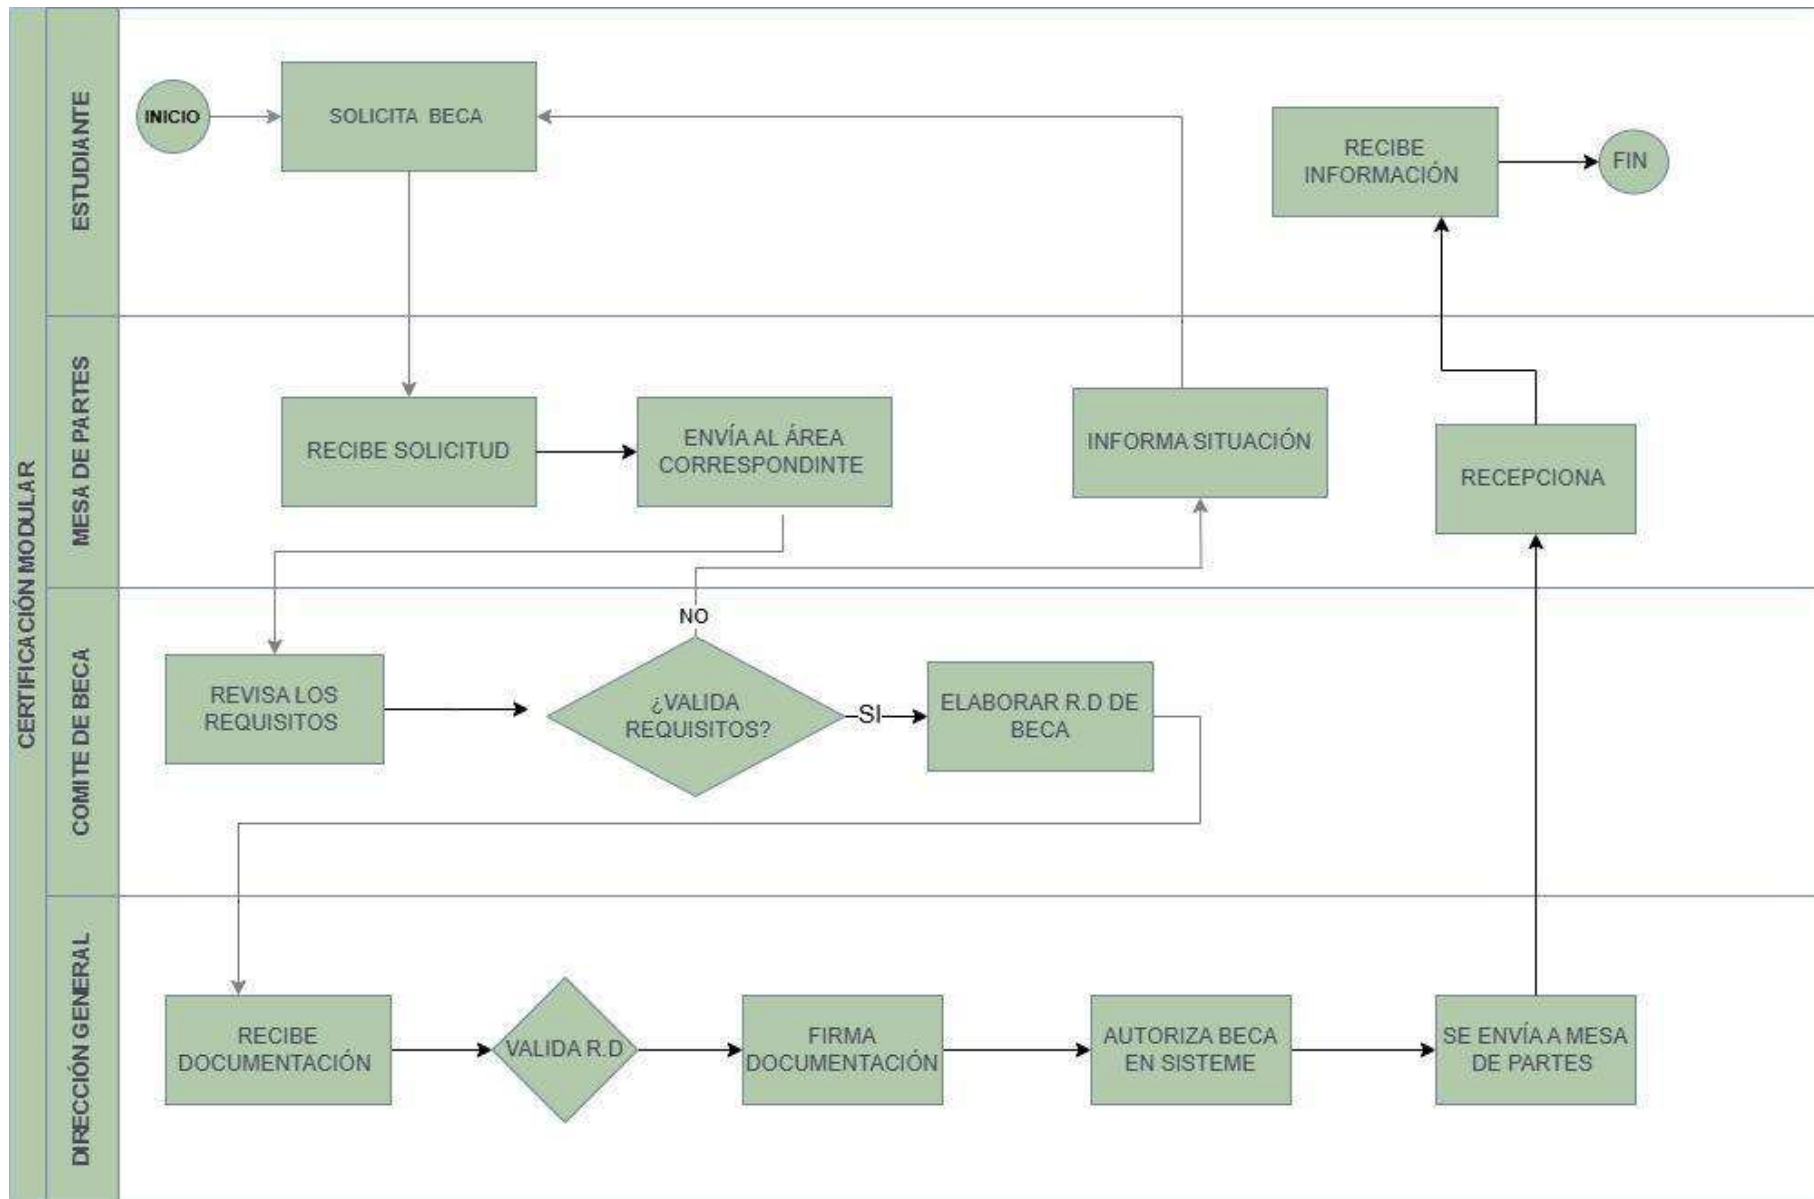 CERTIFICACIÓN MODULAR
ESTUDIANTE
INICIO
SOLICITA BECA
RECIBE
INFORMACIÓN
FIN
MESA DE PARTES
RECIBE SOLICITUD
ENVÍA AL ÁREA
CORRESPONDINTE
INFORMA SITUACIÓN
RECEPCIONA
COMITE DE BECA
REVISA LOS
REQUISITOS
NO
¿VALIDA
REQUISITOS?
SI
ELABORAR R.D DE
BECA
DIRECCIÓN GENERAL
RECIBE
DOCUMENTACIÓN
VALIDA R.D
FIRMA
DOCUMENTACIÓN
AUTORIZA BECA
EN SISTEME
SE ENVÍA A MESA
DE PARTES